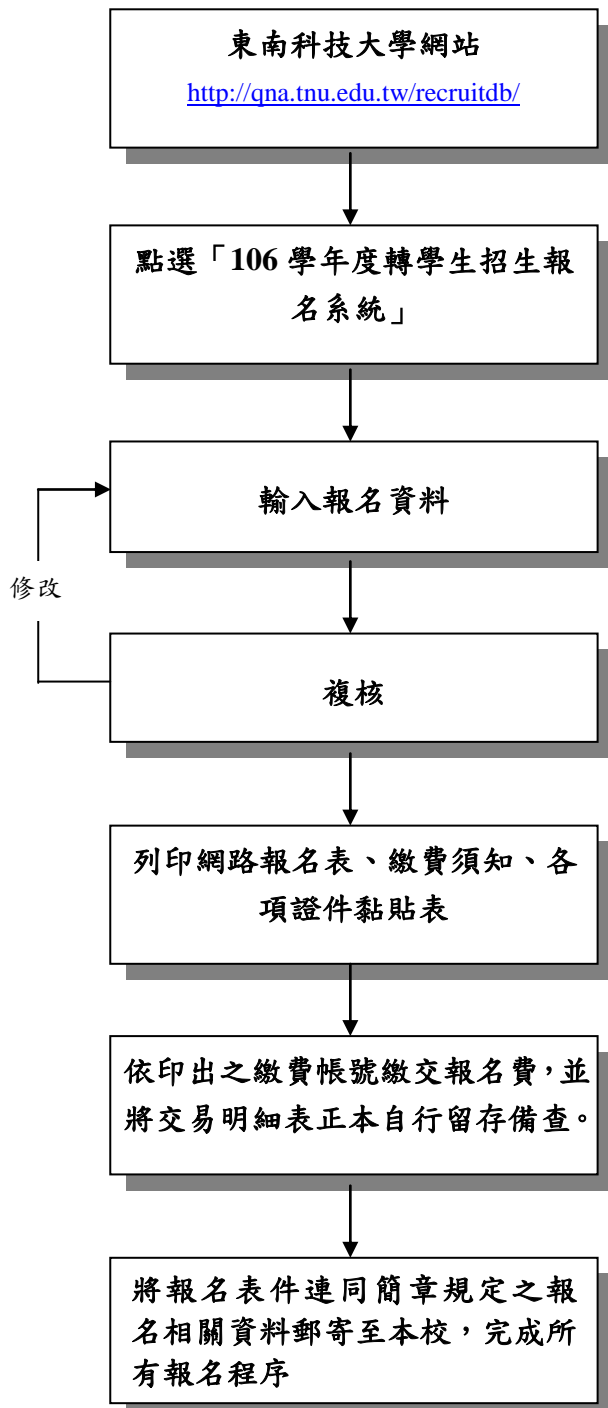 東南科技大學網站
http://qna.tnu.edu.tw/recruitdb/
點選「106 學年度轉學生招生報
名系統」
輸入報名資料
修改
複核
列印網路報名表、繳費須知、各
項證件黏貼表
依印出之繳費帳號繳交報名費，並
將交易明細表正本自行留存備查。
將報名表件連同簡章規定之報
名相關資料郵寄至本校，完成所
有報名程序